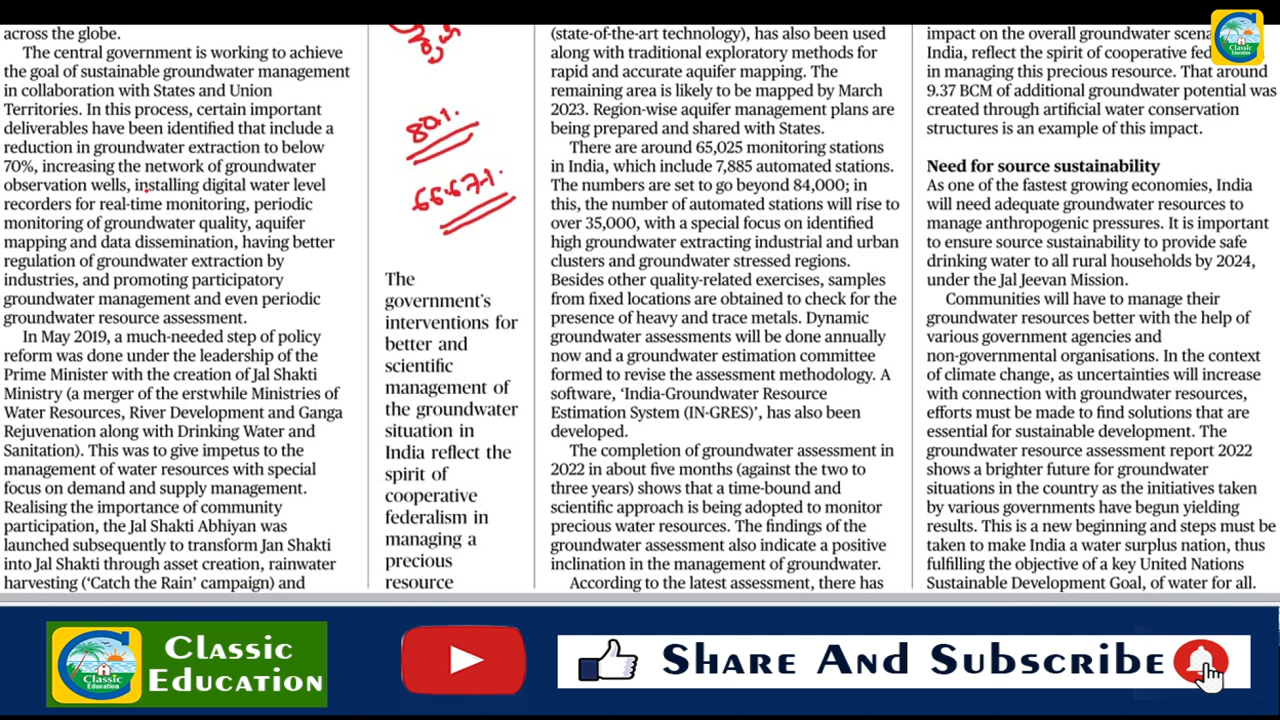 across the globe.
The central government is working to achieve
the goal of sustainable groundwater management
in collaboration with States and Union
Territories. In this process, certain important
deliverables have been identified that include a
reduction in groundwater extraction to below
70%, increasing the network of groundwater
observation wells, installing digital water level
recorders for real-time monitoring, periodic
monitoring of groundwater quality, aquifer
mapping and data dissemination, having better
regulation of groundwater extraction by
industries, and promoting participatory
groundwater management and even periodic
groundwater resource assessment.
In May 2019, a much-needed step of policy
reform was done under the leadership of the
Prime Minister with the creation of Jal Shakti
Ministry (a merger of the erstwhile Ministries of
Water Resources, River Development and Ganga
Rejuvenation along with Drinking Water and
Sanitation). This was to give impetus to the
management of water resources with special
focus on demand and supply management.
Realising the importance of community
participation, the Jal Shakti Abhiyan was
launched subsequently to transform Jan Shakti
into Jal Shakti through asset creation, rainwater
harvesting (‘Catch the Rain’ campaign) and
80%
66.67%
The
government’s
interventions for
better and
scientific
management of
the groundwater
situation in
India reflect the
spirit of
cooperative
federalism in
managing a
precious
resource
(state-of-the-art technology), has also been used
along with traditional exploratory methods for
rapid and accurate aquifer mapping. The
remaining area is likely to be mapped by March
2023. Region-wise aquifer management plans are
being prepared and shared with States.
There are around 65,025 monitoring stations
in India, which include 7,885 automated stations.
The numbers are set to go beyond 84,000; in
this, the number of automated stations will rise to
over 35,000, with a special focus on identified
high groundwater extracting industrial and urban
clusters and groundwater stressed regions.
Besides other quality-related exercises, samples
from fixed locations are obtained to check for the
presence of heavy and trace metals. Dynamic
groundwater assessments will be done annually
now and a groundwater estimation committee
formed to revise the assessment methodology. A
software, ‘India-Groundwater Resource
Estimation System (IN-GRES)’, has also been
developed.
The completion of groundwater assessment in
2022 in about five months (against the two to
three years) shows that a time-bound and
scientific approach is being adopted to monitor
precious water resources. The findings of the
groundwater assessment also indicate a positive
inclination in the management of groundwater.
According to the latest assessment, there has
impact on the overall groundwater
India, reflect the spirit of cooperative
in managing this precious resource. That around
9.37 BCM of additional groundwater potential was
created through artificial water conservation
structures is an example of this impact.
Need for source sustainability
As one of the fastest growing economies, India
will need adequate groundwater resources to
manage anthropogenic pressures. It is important
to ensure source sustainability to provide safe
drinking water to all rural households by 2024,
under the Jal Jeevan Mission.
Communities will have to manage their
groundwater resources better with the help of
various government agencies and
non-governmental organisations. In the context
of climate change, as uncertainties will increase
with connection with groundwater resources,
efforts must be made to find solutions that are
essential for sustainable development. The
groundwater resource assessment report 2022
shows a brighter future for groundwater
situations in the country as the initiatives taken
by various governments have begun yielding
results. This is a new beginning and steps must be
taken to make India a water surplus nation, thus
fulfilling the objective of a key United Nations
Sustainable Development Goal, of water for all.
Classic
Education
Classic
Education
Classic
Education
Share And Subscribe